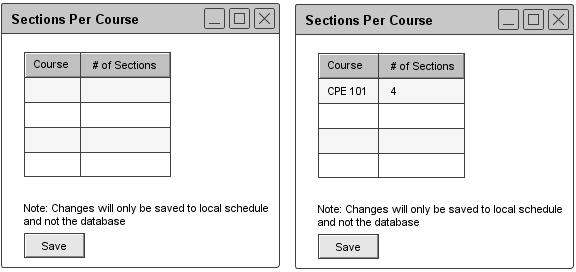 Sections Per Course
Course # of Sections
Note: Changes will only be saved to local schedule
and not the database
Save
Sections Per Course
Course # of Sections
CPE 101 4
Note: Changes will only be saved to local schedule
and not the database
Save